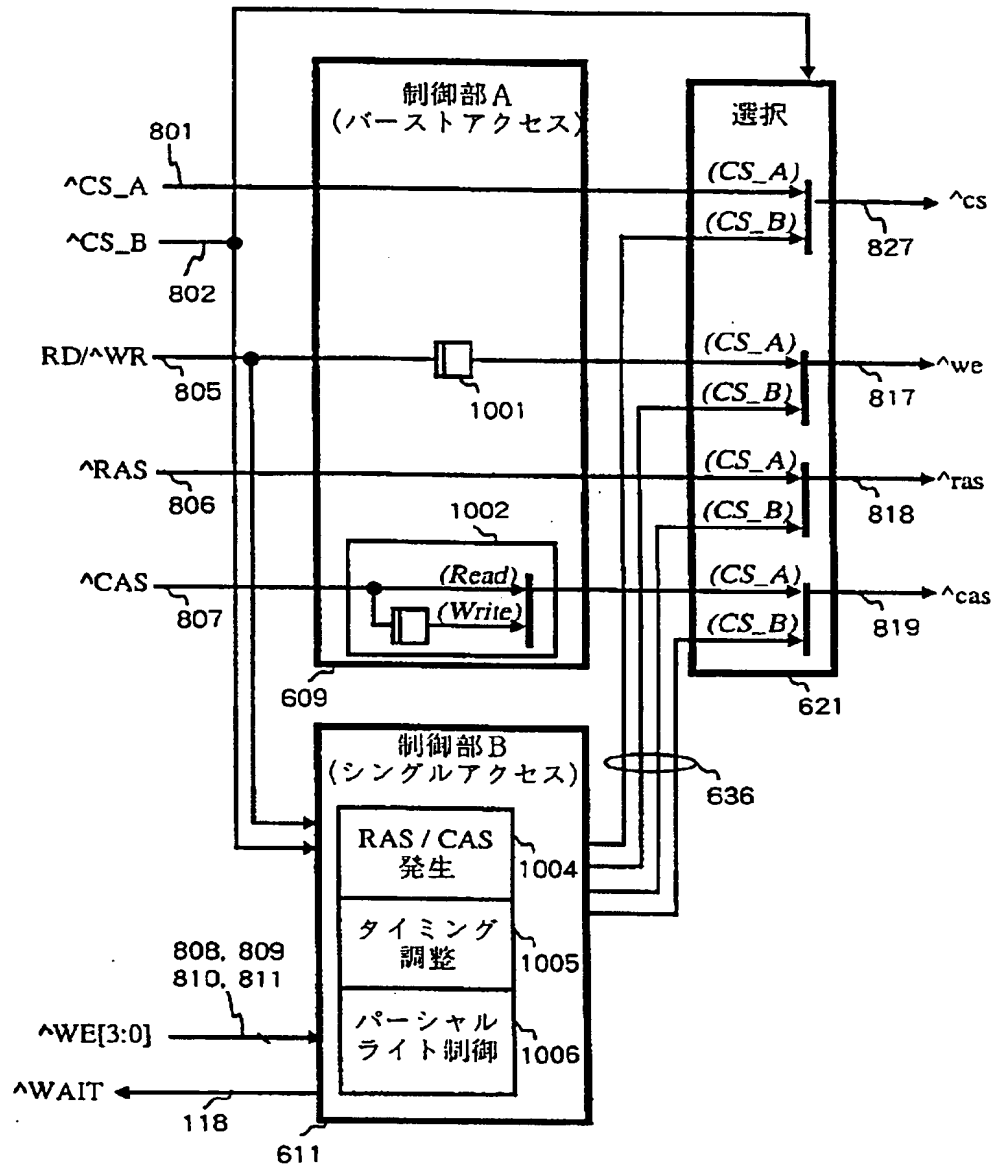 制御部A
(バーストアクセス)
選択
801
^CS_A
(CS_A)
^cs
^CS_B
(CS_B)
827
802
RD/^WR
(CS_A)
^we
805
1001
(CS_B)
817
^RAS
(CS_A)
^ras
806
1002
(CS_B)
818
^CAS
(Read)
(CS_A)
^cas
807
(Write)
(CS_B)
819
609
621
制御部B
(シングルアクセス)
636
RAS / CAS
発生
1004
タイミング
調整
1005
808, 809
810, 811
^WE[3:0]
パーシャル
ライト制御
1006
^WAIT
118
611